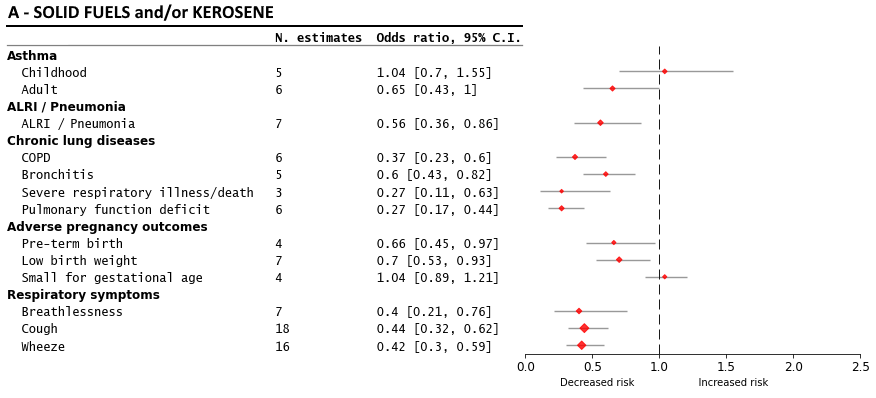 A - SOLID FUELS and/or KEROSENE
N. estimates Odds ratio, 95% C.I.
Asthma
Childhood 5 1.04 [0.7, 1.55]
Adult 6 0.65 [0.43, 1]
ALRI / Pneumonia
ALRI / Pneumonia 7 0.56 [0.36, 0.86]
Chronic lung diseases
COPD 6 0.37 [0.23, 0.6]
Bronchitis 5 0.6 [0.43, 0.82]
Severe respiratory illness/death 3 0.27 [0.11, 0.63]
Pulmonary function deficit 6 0.27 [0.17, 0.44]
Adverse pregnancy outcomes
Pre-term birth 4 0.66 [0.45, 0.97]
Low birth weight 7 0.7 [0.53, 0.93]
Small for gestational age 4 1.04 [0.89, 1.21]
Respiratory symptoms
Breathlessness 7 0.4 [0.21, 0.76]
Cough 18 0.44 [0.32, 0.62]
Wheeze 16 0.42 [0.3, 0.59]
0.0 0.5 1.0 1.5 2.0 2.5
Decreased risk Increased risk